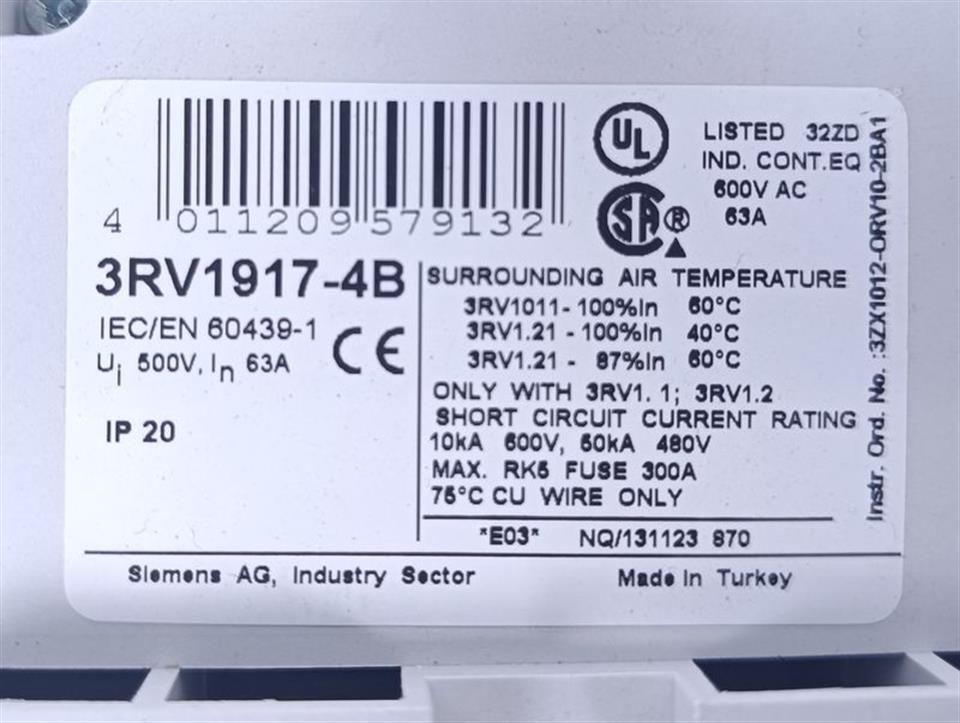 4 011209 579132
3RV1917-4B
IEC/EN 60439-1
CE
Ui 500V, In 63A
IP 20
UL
LISTED 32ZD
IND. CONT.EQ
600V AC
63A
SA ®
SURROUNDING AIR TEMPERATURE
3RV1011- 100%In 60°C
3RV1.21 - 100%In 40°C
3RV1.21 - 87%In 60°C
ONLY WITH 3RV1. 1; 3RV1.2
SHORT CIRCUIT CURRENT RATING
10kA 600V, 50kA 480V
MAX. RK5 FUSE 300A
75°C CU WIRE ONLY
*E03* NQ/131123 870
Instr. Ord. No. :3ZX1012-0RV10-2BA1
Siemens AG, Industry Sector
Made in Turkey